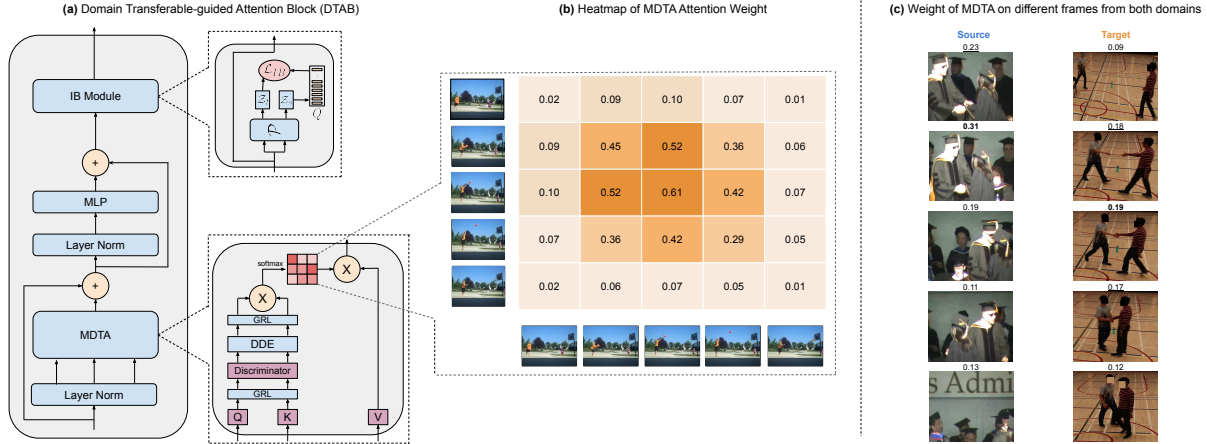 (a) Domain Transferable-guided Attention Block (DTAB)
IB Module
+
MLP
Layer Norm
+
MDTA
Layer Norm
ℒ_IB
Z_t
Z_s
Q
softmax
X
X
GRL
DDE
Discriminator
GRL
Q K V
(b) Heatmap of MDTA Attention Weight
0.02 0.09 0.10 0.07 0.01
0.09 0.45 0.52 0.36 0.06
0.10 0.52 0.61 0.42 0.07
0.07 0.36 0.42 0.29 0.05
0.02 0.06 0.07 0.05 0.01
(c) Weight of MDTA on different frames from both domains
Source Target
0.23 0.09
0.31 0.18
0.19 0.19
0.11 0.17
0.13 0.12
s Admi